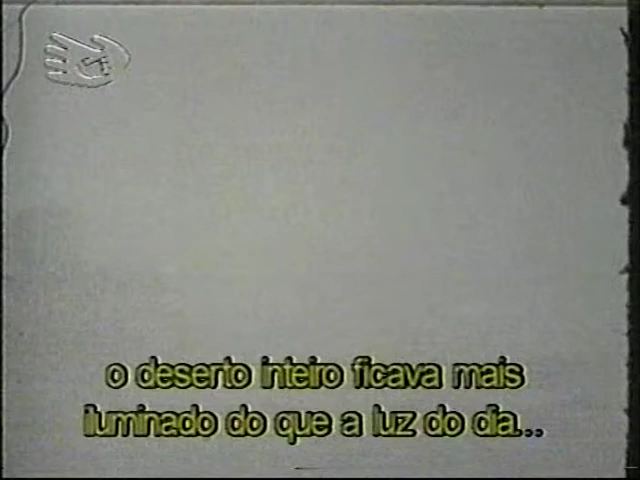 o deserto inteiro ficava mais
iluminado do que a luz do dia...